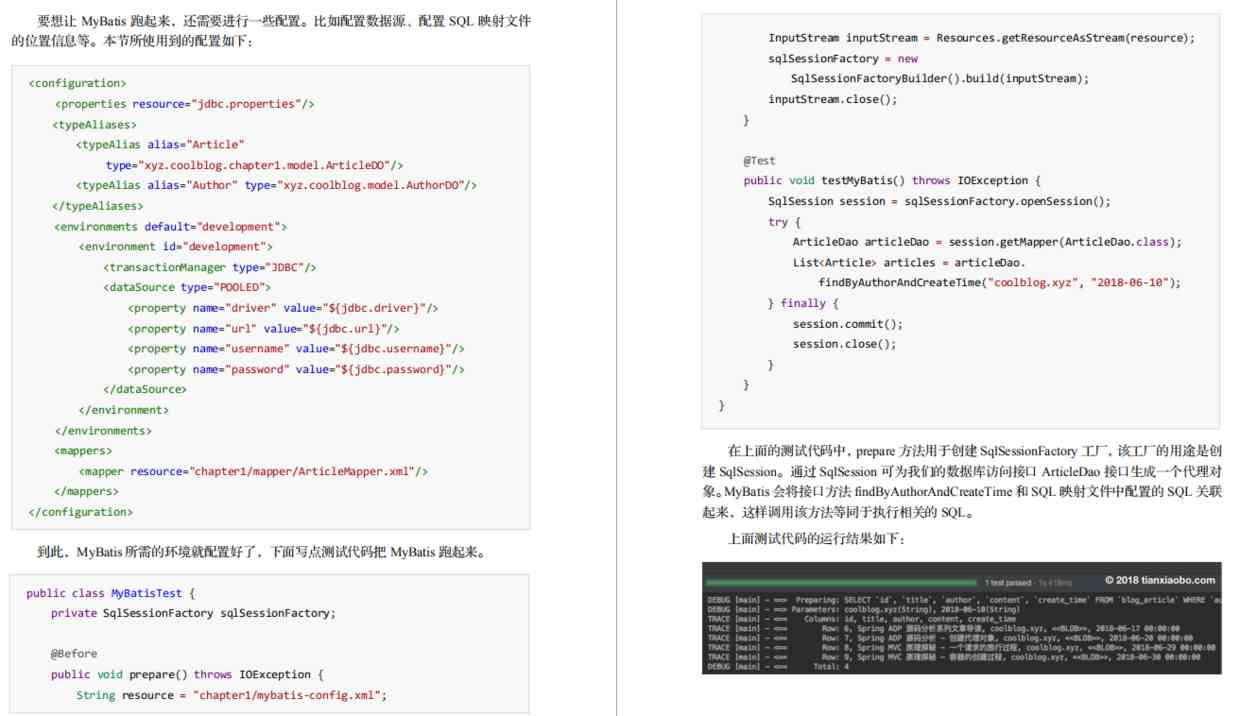 要想让 MyBatis 跑起来，还需要进行一些配置。比如配置数据源、配置 SQL 映射文件
的位置信息等。本节所使用到的配置如下：
<configuration>
<properties resource="jdbc.properties"/>
<typeAliases>
<typeAlias alias="Article"
type="xyz.coolblog.chapter1.model.ArticleDO"/>
<typeAlias alias="Author" type="xyz.coolblog.model.AuthorDO"/>
</typeAliases>
<environments default="development">
<environment id="development">
<transactionManager type="JDBC"/>
<dataSource type="POOLED">
<property name="driver" value="${jdbc.driver}"/>
<property name="url" value="${jdbc.url}"/>
<property name="username" value="${jdbc.username}"/>
<property name="password" value="${jdbc.password}"/>
</dataSource>
</environment>
</environments>
<mappers>
<mapper resource="chapter1/mapper/ArticleMapper.xml"/>
</mappers>
</configuration>
到此，MyBatis 所需的环境就配置好了，下面写点测试代码把 MyBatis 跑起来。
public class MyBatisTest {
private SqlSessionFactory sqlSessionFactory;
@Before
public void prepare() throws IOException {
String resource = "chapter1/mybatis-config.xml";
InputStream inputStream = Resources.getResourceAsStream(resource);
sqlSessionFactory = new
SqlSessionFactoryBuilder().build(inputStream);
inputStream.close();
}
@Test
public void testMyBatis() throws IOException {
SqlSession session = sqlSessionFactory.openSession();
try {
ArticleDao articleDao = session.getMapper(ArticleDao.class);
List<Article> articles = articleDao.
findByAuthorAndCreateTime("coolblog.xyz", "2018-06-10");
} finally {
session.commit();
session.close();
}
}
}
在上面的测试代码中，prepare 方法用于创建 SqlSessionFactory 工厂，该工厂的用途是创
建 SqlSession。通过 SqlSession 可为我们的数据库访问接口 ArticleDao 接口生成一个代理对
象。MyBatis 会将接口方法 findByAuthorAndCreateTime 和 SQL 映射文件中配置的 SQL 关联
起来，这样调用该方法等同于执行相关的 SQL。
上面测试代码的运行结果如下：
1 test passed - 1s 418ms
© 2018 tianxiaobo.com
DEBUG [main] - ==>  Preparing: SELECT `id`, `title`, `author`, `content`, `create_time` FROM `blog_article` WHERE `au
DEBUG [main] - ==> Parameters: coolblog.xyz(String), 2018-06-10(String)
TRACE [main] - <==    Columns: id, title, author, content, create_time
TRACE [main] - <==        Row: 6, Spring AOP 源码分析系列文章导读, coolblog.xyz, <<BLOB>>, 2018-06-17 00:00:00
TRACE [main] - <==        Row: 7, Spring AOP 源码分析 - 创建代理对象, coolblog.xyz, <<BLOB>>, 2018-06-20 00:00:00
TRACE [main] - <==        Row: 8, Spring MVC 原理探秘 - 一个请求的旅行过程, coolblog.xyz, <<BLOB>>, 2018-06-29 00:00:00
TRACE [main] - <==        Row: 9, Spring MVC 原理探秘 - 容器的创建过程, coolblog.xyz, <<BLOB>>, 2018-06-30 00:00:00
DEBUG [main] - <==      Total: 4